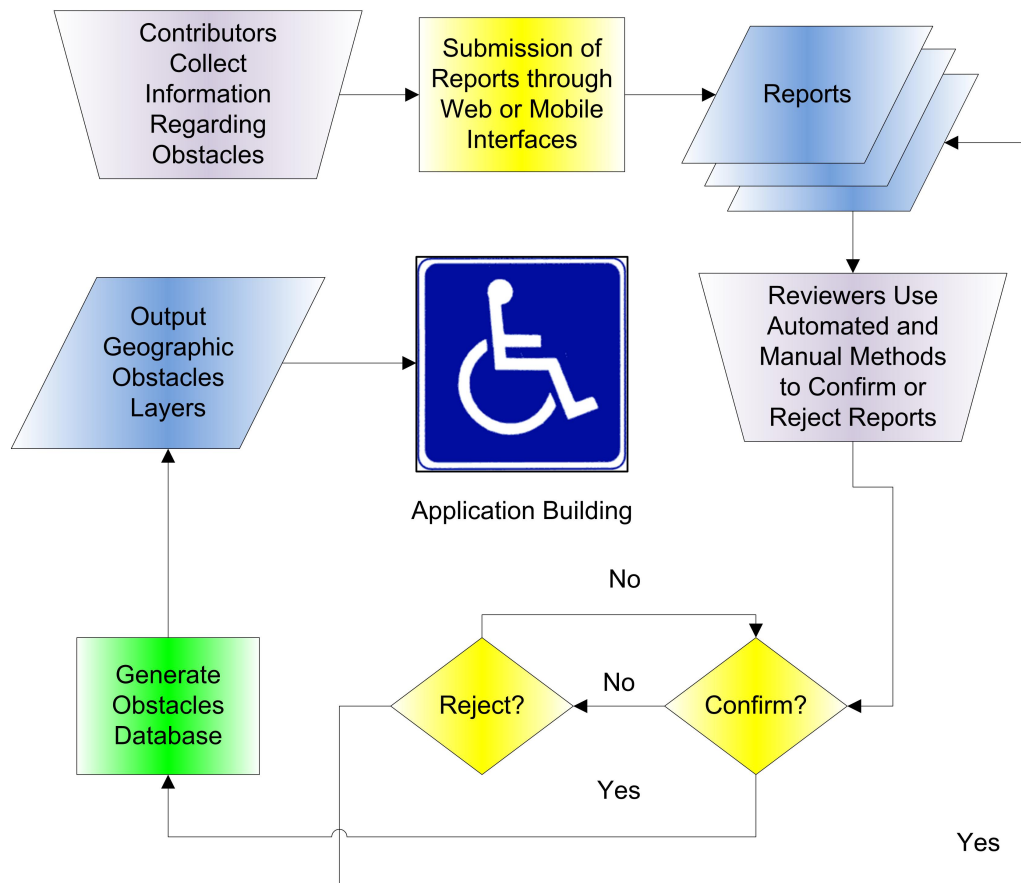 Contributors
Collect
Information
Regarding
Obstacles
Submission of
Reports through
Web or Mobile
Interfaces
Reports
Reviewers Use
Automated and
Manual Methods
to Confirm or
Reject Reports
Output
Geographic
Obstacles
Layers
Application Building
No
Generate
Obstacles
Database
Reject?
No
Confirm?
Yes
Yes